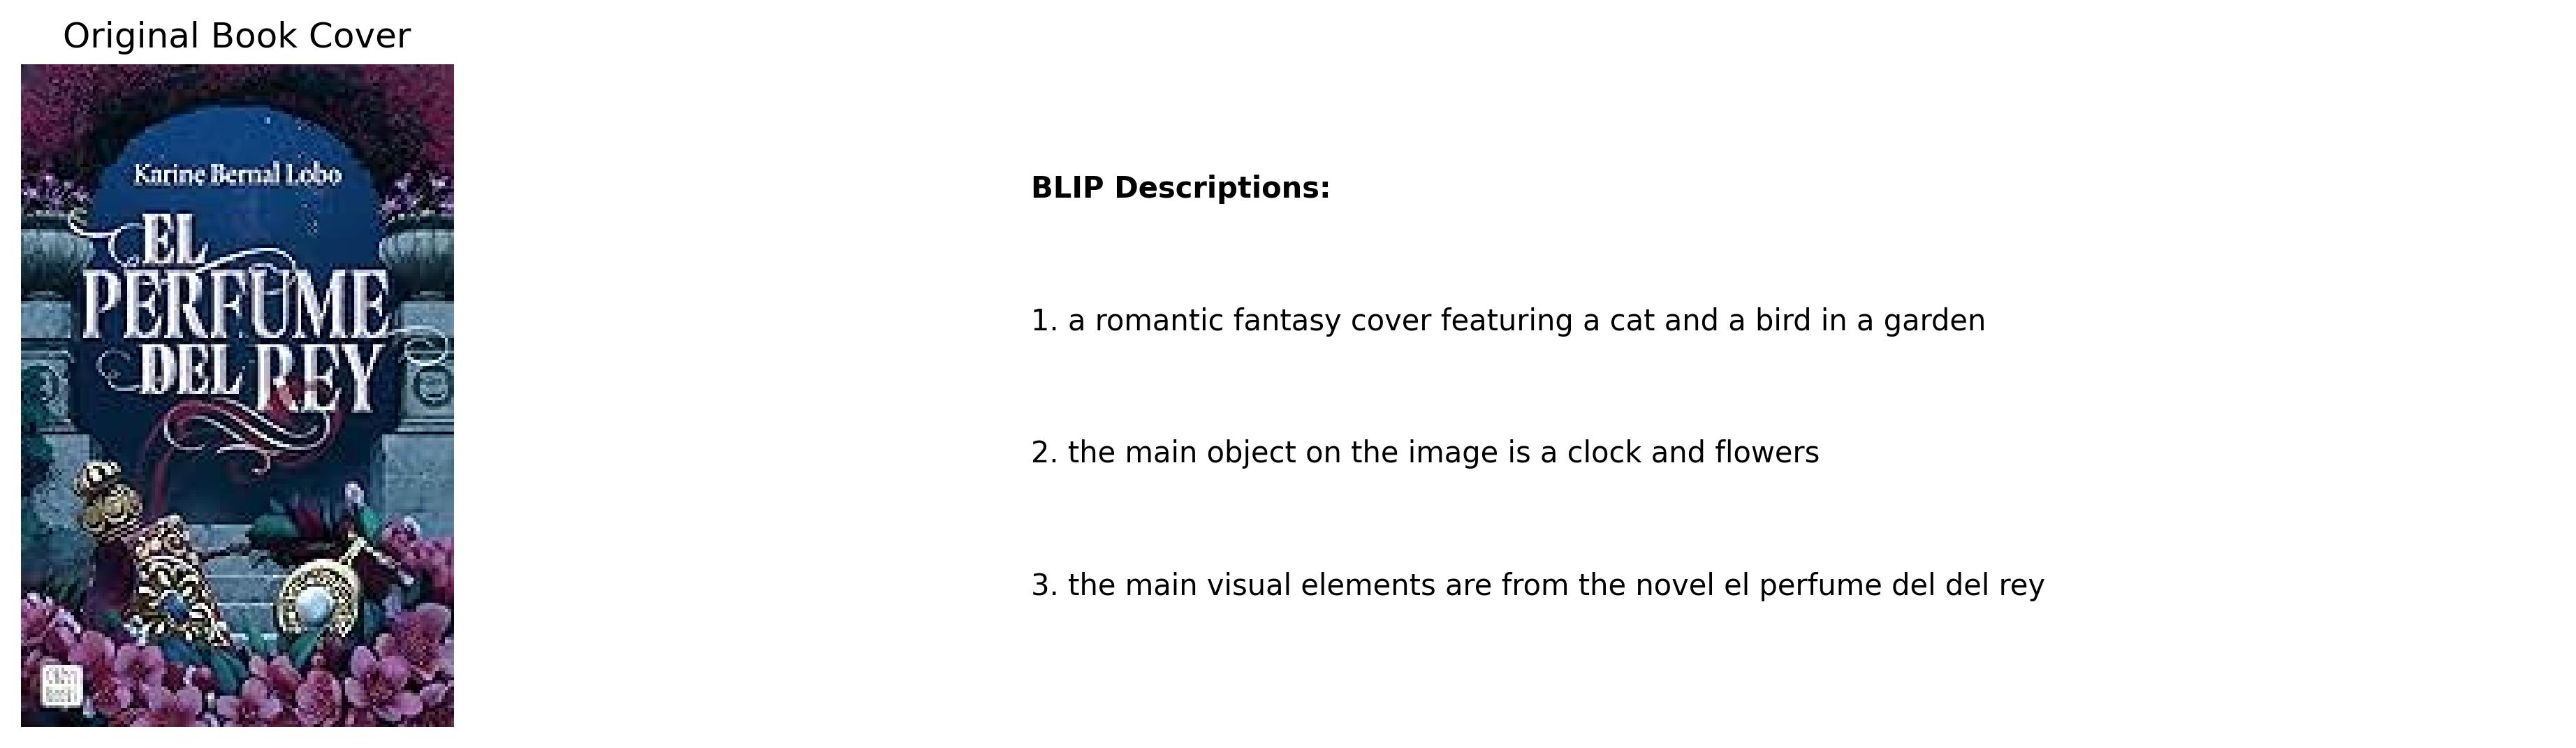 Original Book Cover
Karine Bernal Lobo
EL
PERFUME
DEL REY
BLIP Descriptions:
1. a romantic fantasy cover featuring a cat and a bird in a garden
2. the main object on the image is a clock and flowers
3. the main visual elements are from the novel el perfume del del rey